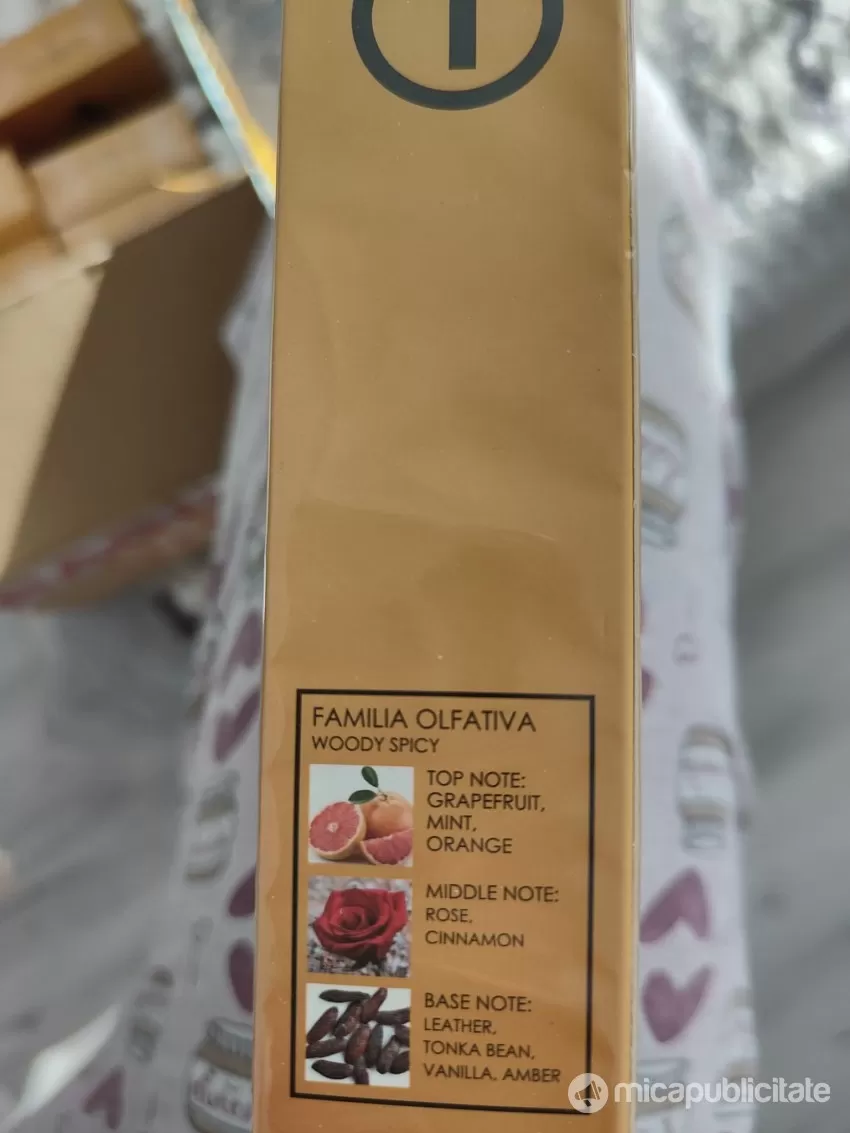 FAMILIA OLFATIVA
WOODY SPICY
TOP NOTE:
GRAPEFRUIT,
MINT,
ORANGE
MIDDLE NOTE:
ROSE,
CINNAMON
BASE NOTE:
LEATHER,
TONKA BEAN,
VANILLA, AMBER
micapublicitate